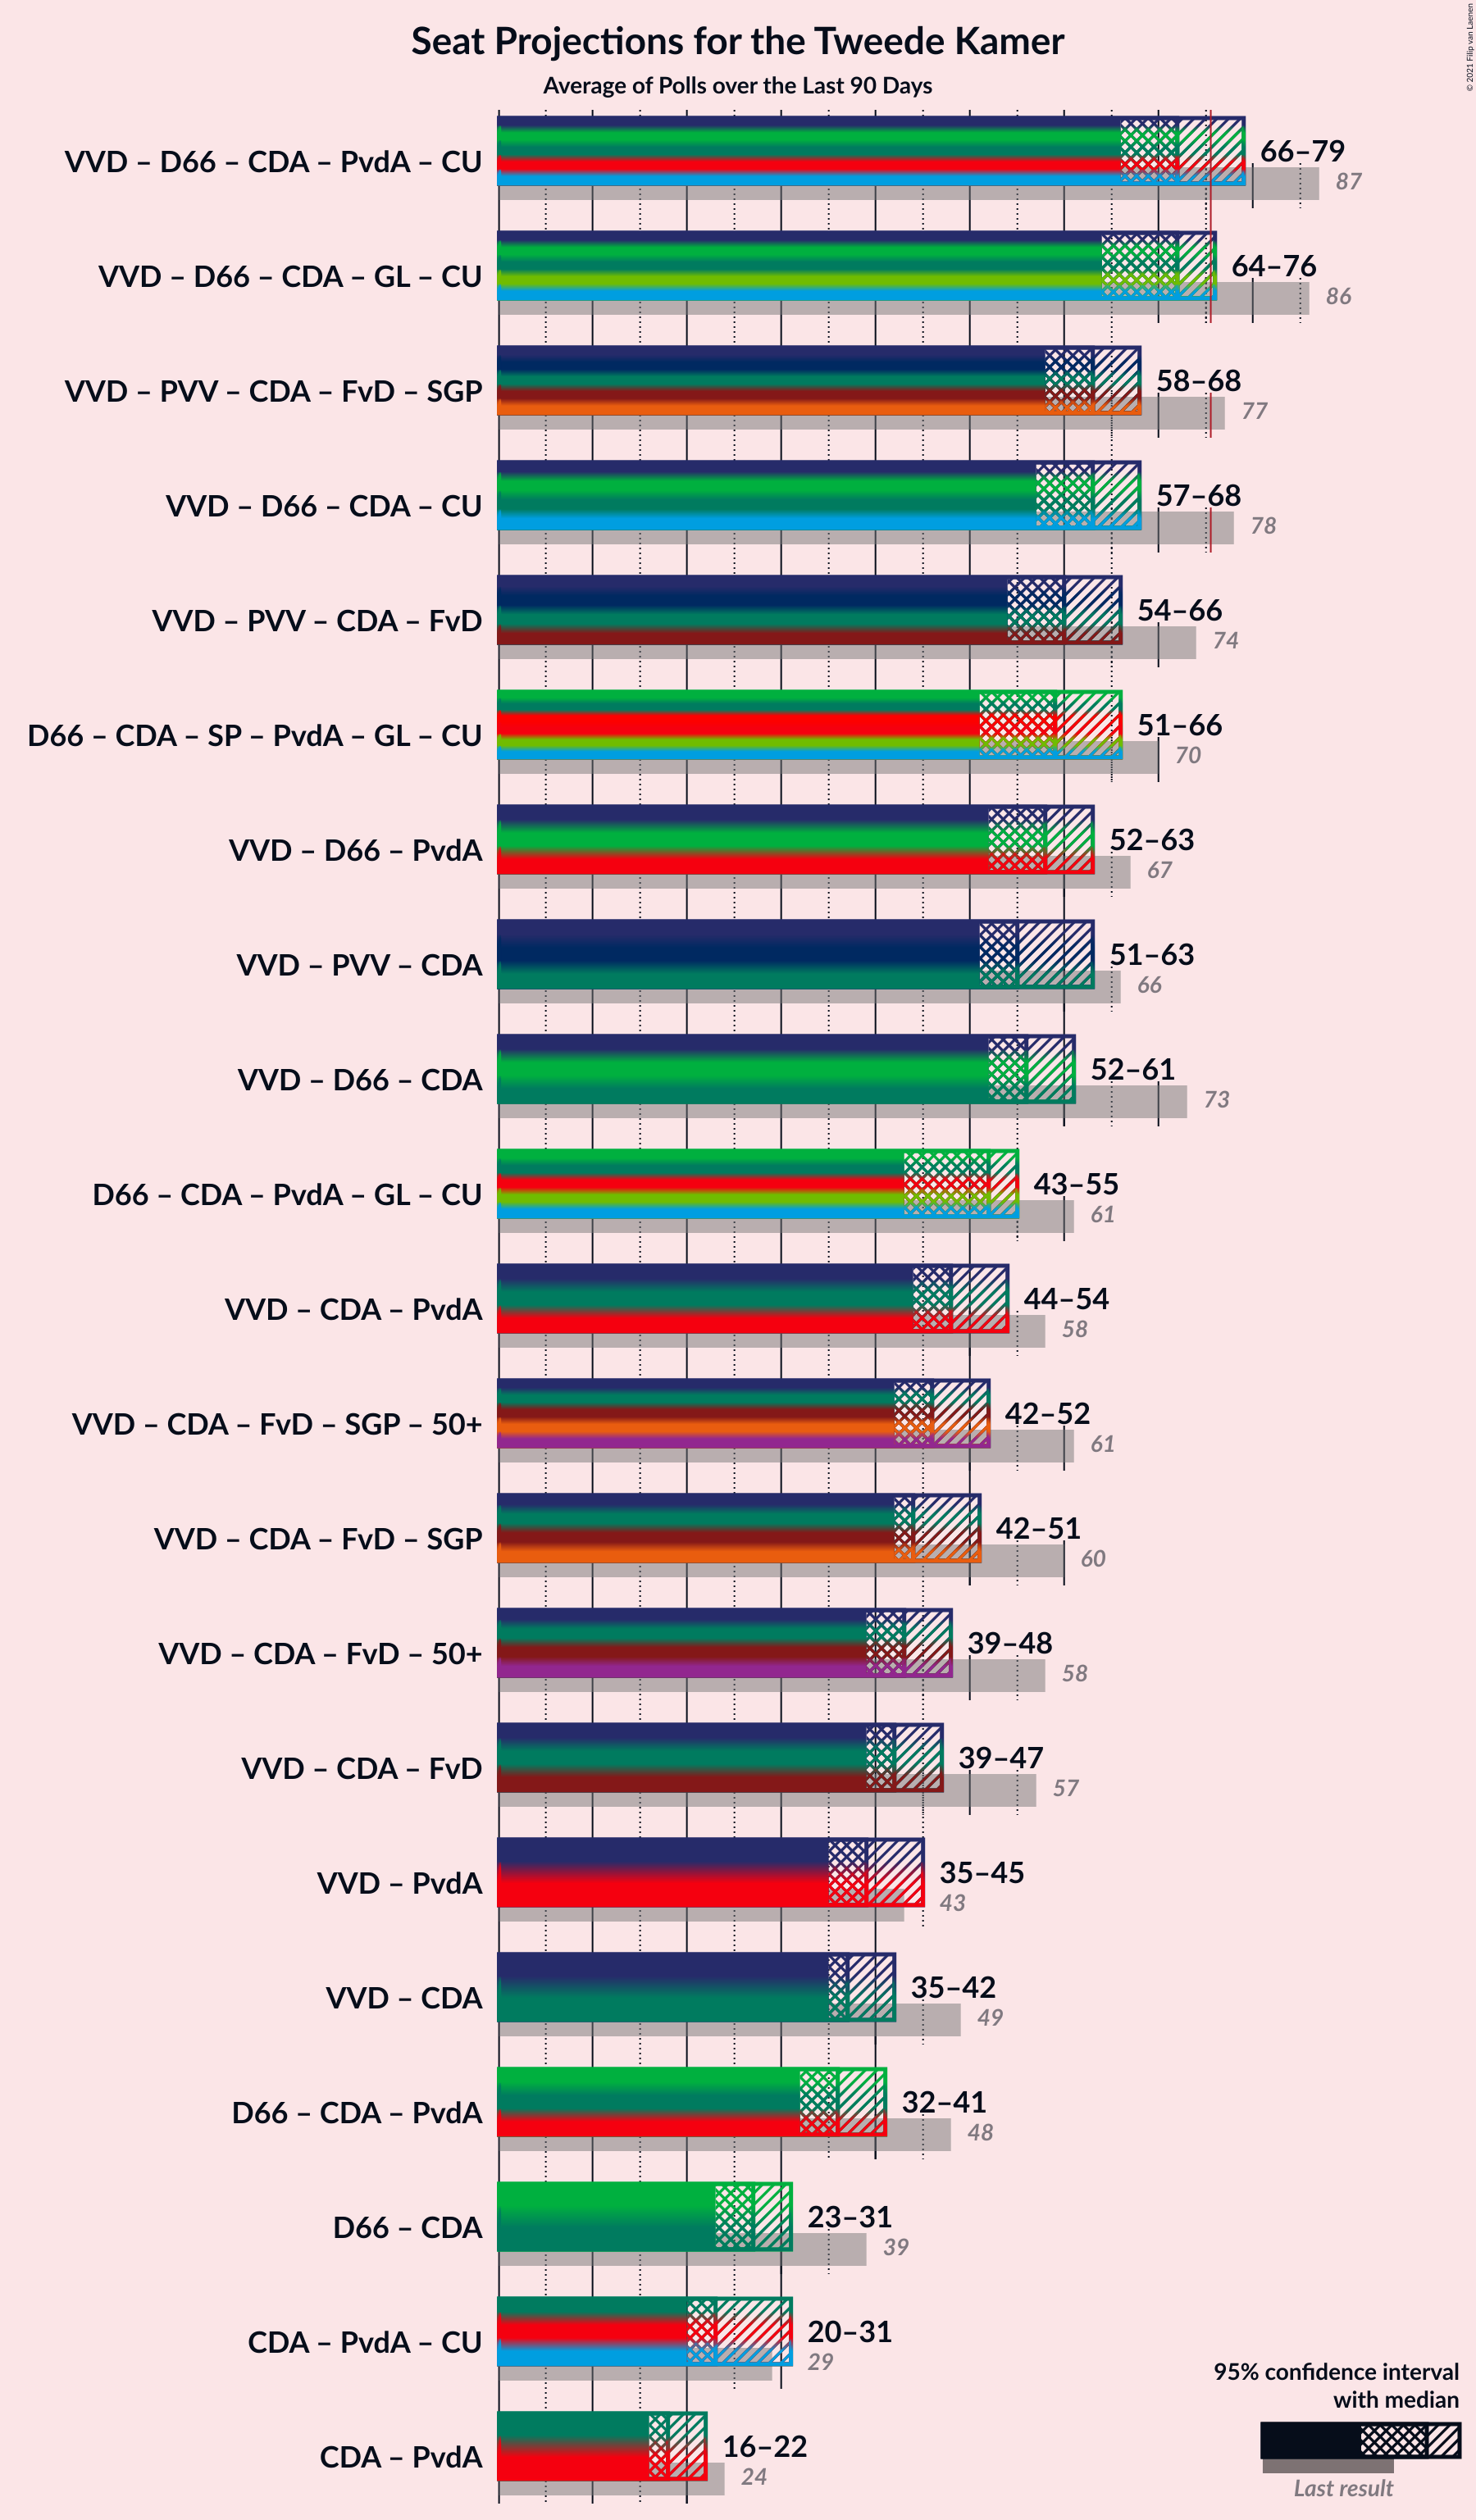 Seat Projections for the Tweede Kamer
Average of Polls over the Last 90 Days
© 2021 Filip van Laenen
VVD – D66 – CDA – PvdA – CU
66–79
87
VVD – D66 – CDA – GL – CU
64–76
86
VVD – PVV – CDA – FvD – SGP
58–68
77
VVD – D66 – CDA – CU
57–68
78
VVD – PVV – CDA – FvD
54–66
74
D66 – CDA – SP – PvdA – GL – CU
51–66
70
VVD – D66 – PvdA
52–63
67
VVD – PVV – CDA
51–63
66
VVD – D66 – CDA
52–61
73
D66 – CDA – PvdA – GL – CU
43–55
61
VVD – CDA – PvdA
44–54
58
VVD – CDA – FvD – SGP – 50+
42–52
61
VVD – CDA – FvD – SGP
42–51
60
VVD – CDA – FvD – 50+
39–48
58
VVD – CDA – FvD
39–47
57
VVD – PvdA
35–45
43
VVD – CDA
35–42
49
D66 – CDA – PvdA
32–41
48
D66 – CDA
23–31
39
CDA – PvdA – CU
20–31
29
CDA – PvdA
16–22
24
95% confidence interval
with median
Last result